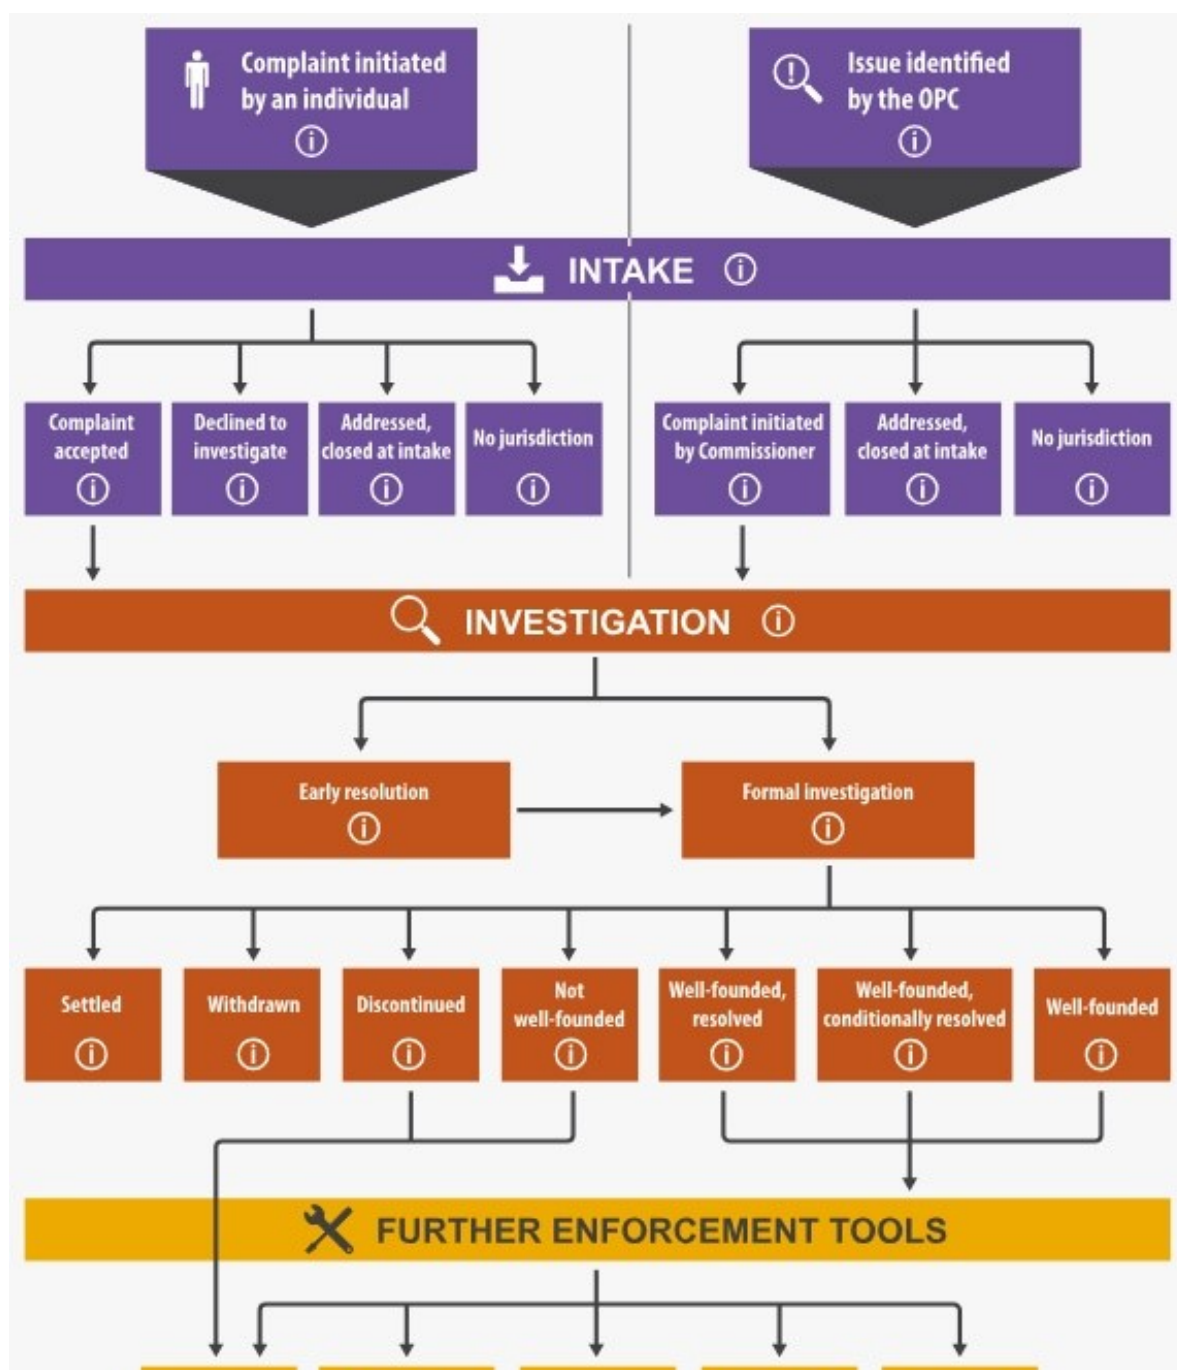 Complaint initiated
by an individual
Issue identified
by the OPC
INTAKE
Complaint
accepted
Declined to
investigate
Addressed,
closed at intake
No jurisdiction
Complaint initiated
by Commissioner
Addressed,
closed at intake
No jurisdiction
INVESTIGATION
Early resolution
Formal investigation
Settled
Withdrawn
Discontinued
Not
well-founded
Well-founded,
resolved
Well-founded,
conditionally resolved
Well-founded
FURTHER ENFORCEMENT TOOLS